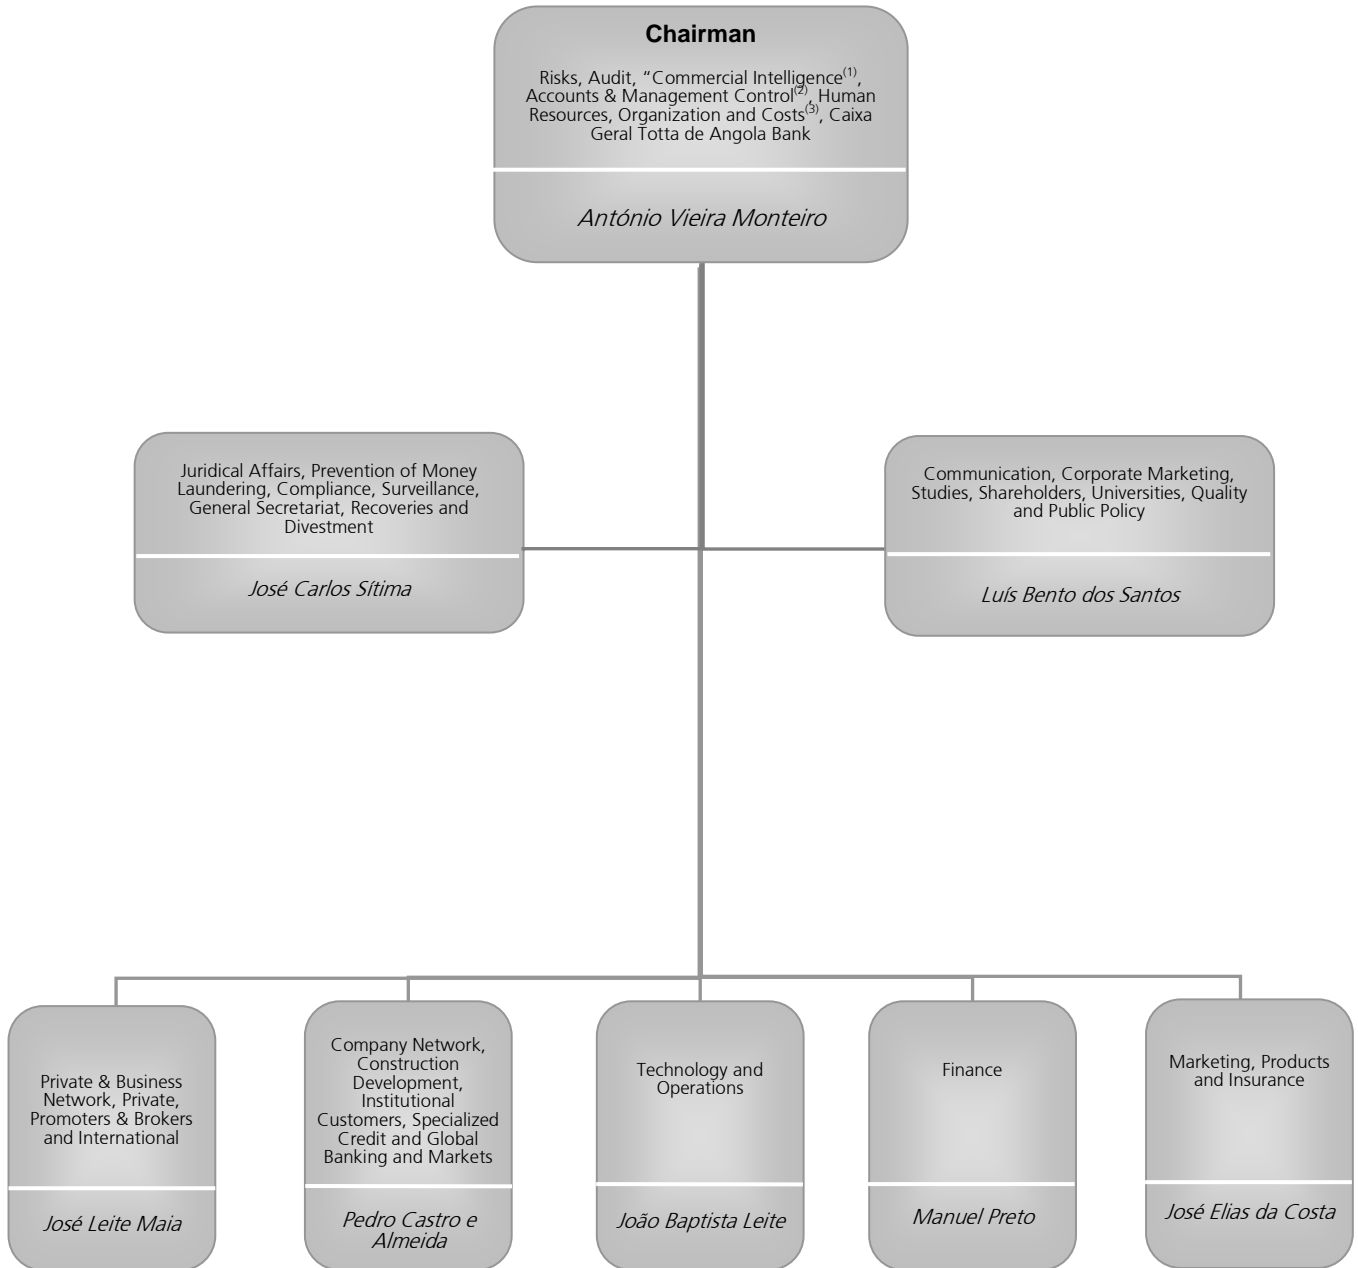 Chairman
Risks, Audit, “Commercial Intelligence(1),
Accounts & Management Control(2), Human
Resources, Organization and Costs(3), Caixa
Geral Totta de Angola Bank
António Vieira Monteiro
Juridical Affairs, Prevention of Money
Laundering, Compliance, Surveillance,
General Secretariat, Recoveries and
Divestment
José Carlos Sítima
Communication, Corporate Marketing,
Studies, Shareholders, Universities, Quality
and Public Policy
Luís Bento dos Santos
Private & Business
Network, Private,
Promoters & Brokers
and International
José Leite Maia
Company Network,
Construction
Development,
Institutional
Customers, Specialized
Credit and Global
Banking and Markets
Pedro Castro e
Almeida
Technology and
Operations
João Baptista Leite
Finance
Manuel Preto
Marketing, Products
and Insurance
José Elias da Costa